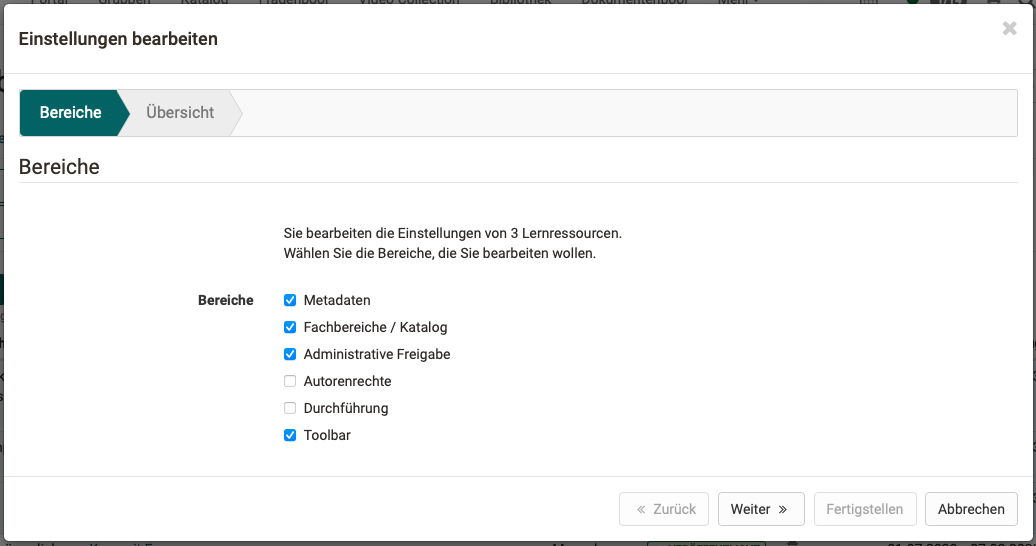 Einstellungen bearbeiten
Bereiche
Übersicht
Bereiche
Sie bearbeiten die Einstellungen von 3 Lernressourcen.
Wählen Sie die Bereiche, die Sie bearbeiten wollen.
Bereiche
Metadaten
Fachbereiche / Katalog
Administrative Freigabe
Autorenrechte
Durchführung
Toolbar
« Zurück
Weiter »
Fertigstellen
Abbrechen